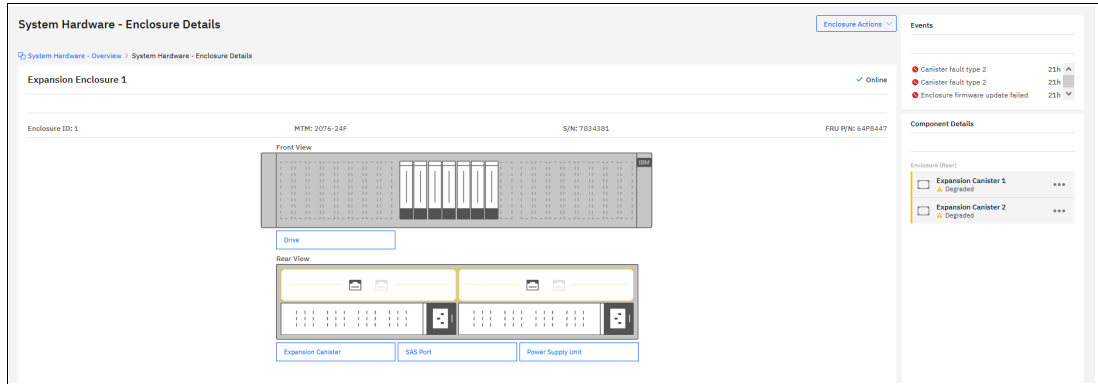 System Hardware - Enclosure Details
Enclosure Actions
System Hardware - Overview > System Hardware - Enclosure Details
Expansion Enclosure 1
Online
Enclosure ID: 1
MTM: 2076-24F
S/N: 7834381
FRU P/N: 64P8447
Front View
IBM
Drive
Rear View
Expansion Canister
SAS Port
Power Supply Unit
Events
Canister fault type 2 21h
Canister fault type 2 21h
Enclosure firmware update failed 21h
Component Details
Enclosure (Rear)
Expansion Canister 1
Degraded
Expansion Canister 2
Degraded